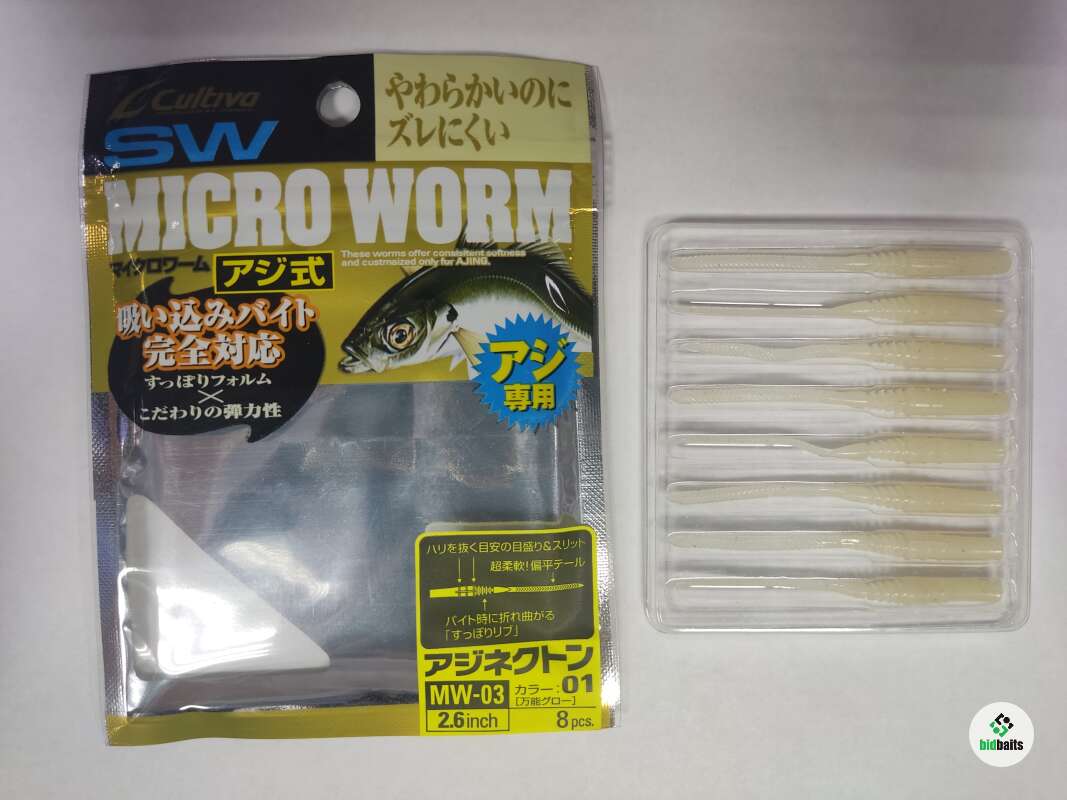 Cultiva
SW
やわらかいのに
ズレにくい
MICRO WORM
マイクロワーム
アジ式
These worms offer consistent softness
and custmaized only for AJING.
吸い込みバイト
完全対応
すっぽりフォルム
×
こだわりの弾力性
アジ
専用
ハリを抜く目安の目盛り&スリット
超柔軟!偏平テール
バイト時に折れ曲がる
「すっぽりリブ」
アジネクトン
MW-03
カラー:01
[万能グロー]
2.6inch
8pcs.
bidbaits